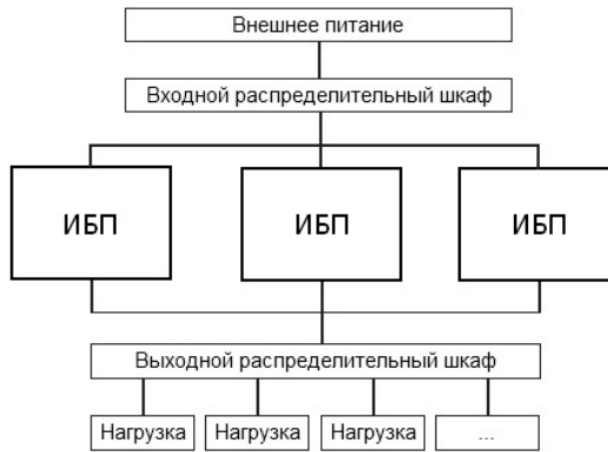 Внешнее питание
Входной распределительный шкаф
ИБП
ИБП
ИБП
Выходной распределительный шкаф
Нагрузка
Нагрузка
Нагрузка
...